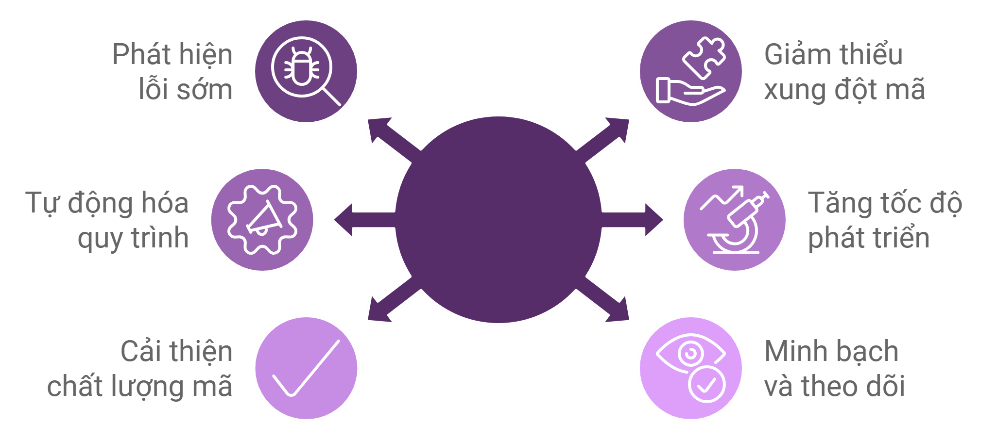 Phát hiện
lỗi sớm
Giảm thiểu
xung đột mã
Tự động hóa
quy trình
Tăng tốc độ
phát triển
Cải thiện
chất lượng mã
Minh bạch
và theo dõi